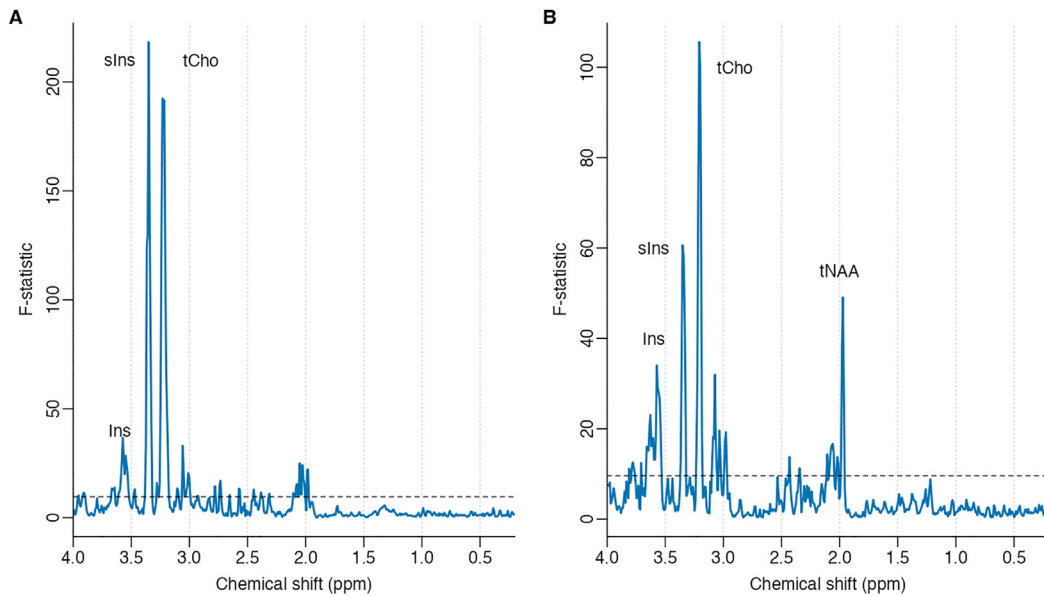 A
sIns
tCho
Ins
0
50
100
150
200
F-statistic
4.0 3.5 3.0 2.5 2.0 1.5 1.0 0.5
Chemical shift (ppm)
B
tCho
sIns
tNAA
Ins
0
20
40
60
80
100
F-statistic
4.0 3.5 3.0 2.5 2.0 1.5 1.0 0.5
Chemical shift (ppm)